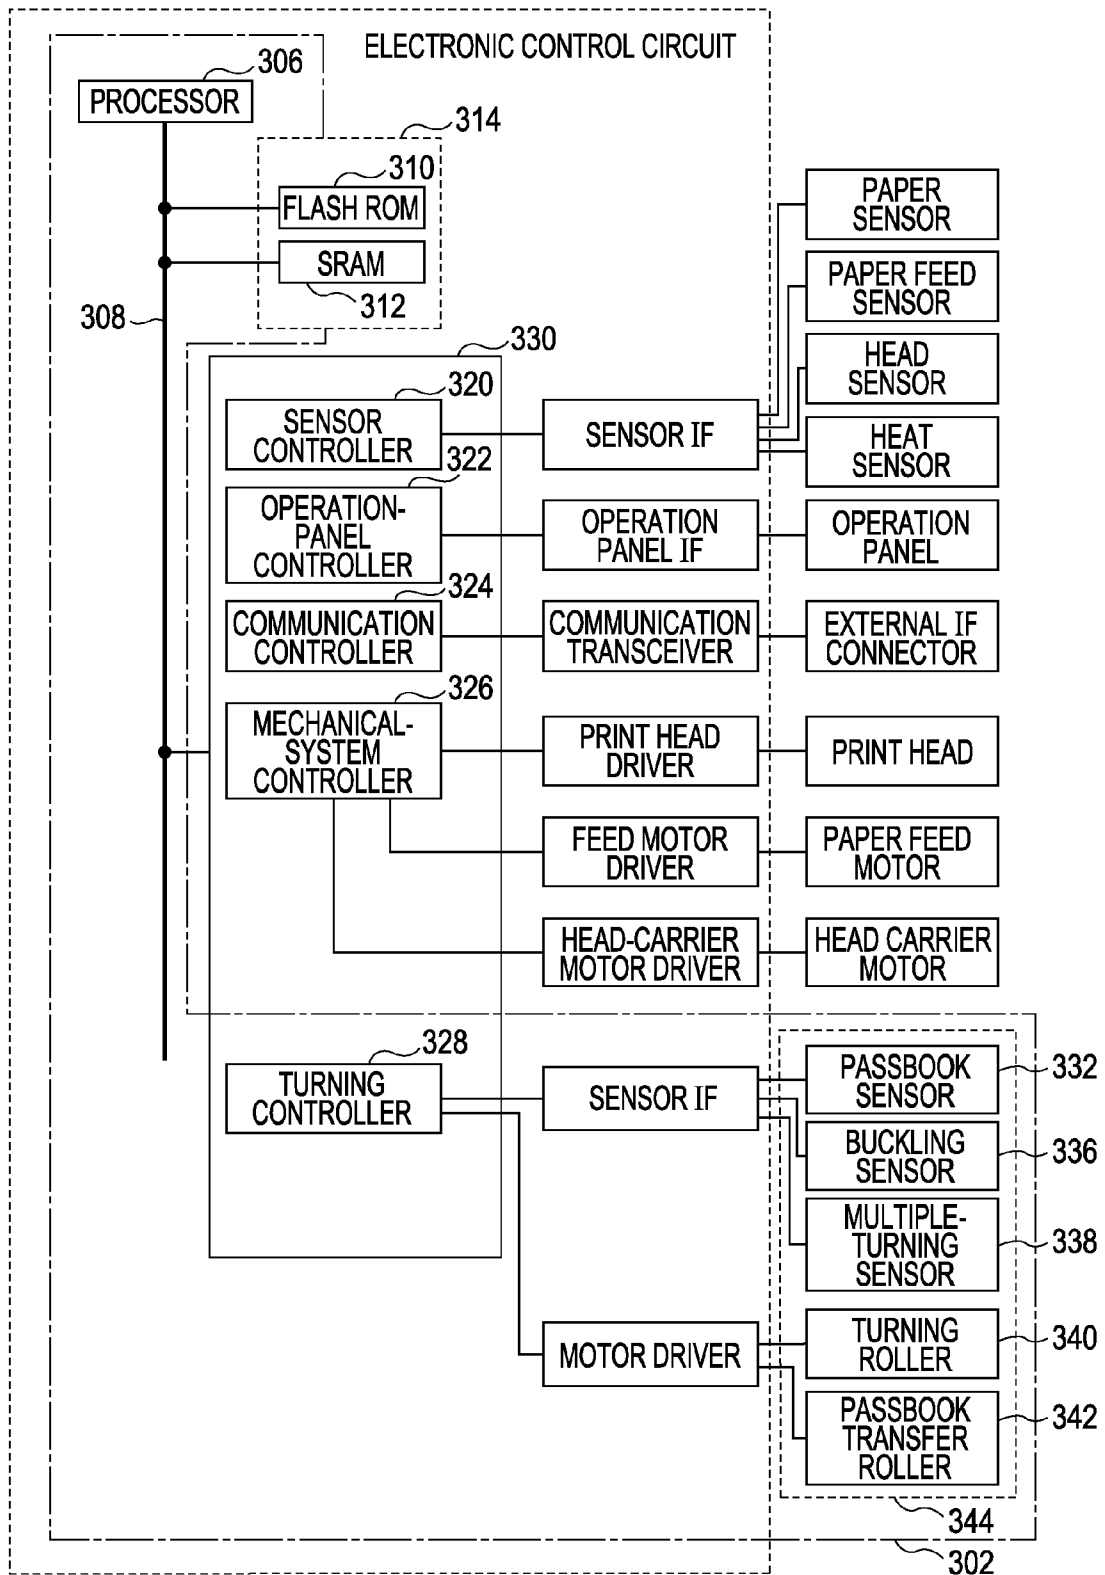 ELECTRONIC CONTROL CIRCUIT
306
PROCESSOR
314
310
FLASH ROM
SRAM
312
308
330
320
SENSOR
CONTROLLER
322
OPERATION-
PANEL
CONTROLLER
324
COMMUNICATION
CONTROLLER
326
MECHANICAL-
SYSTEM
CONTROLLER
328
TURNING
CONTROLLER
SENSOR IF
OPERATION
PANEL IF
COMMUNICATION
TRANSCEIVER
PRINT HEAD
DRIVER
FEED MOTOR
DRIVER
HEAD-CARRIER
MOTOR DRIVER
SENSOR IF
MOTOR DRIVER
PAPER
SENSOR
PAPER FEED
SENSOR
HEAD
SENSOR
HEAT
SENSOR
OPERATION
PANEL
EXTERNAL IF
CONNECTOR
PRINT HEAD
PAPER FEED
MOTOR
HEAD CARRIER
MOTOR
PASSBOOK
SENSOR
332
BUCKLING
SENSOR
336
MULTIPLE-
TURNING
SENSOR
338
TURNING
ROLLER
340
PASSBOOK
TRANSFER
ROLLER
342
344
302